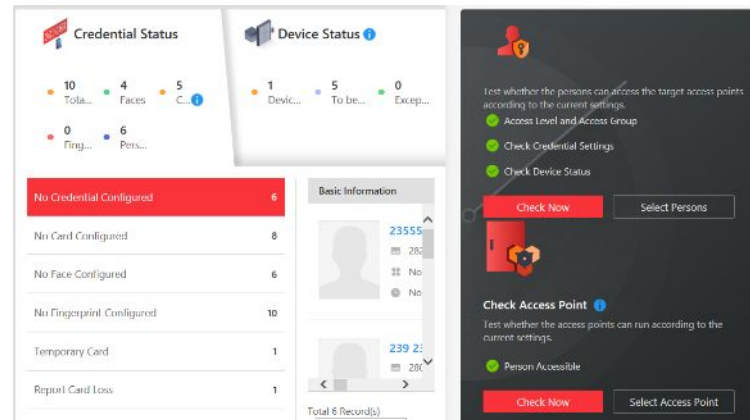 Credential Status
Device Status
10
Tota...
4
Faces
5
C...
1
Devic...
5
To be...
0
Excep...
0
Fing...
6
Pers...
No Credential Configured 6
No Card Configured 8
No Face Configured 6
No Fingerprint Configured 10
Temporary Card 1
Report Card Loss 1
Basic Information
23555
282
No
No
239 23
280
Total 6 Record(s)
Test whether the persons can access the target access points
according to the current settings.
Access Level and Access Group
Check Credential Settings
Check Device Status
Check Now
Select Persons
Check Access Point
Test whether the access points can run according to the
current settings.
Person Accessible
Check Now
Select Access Point